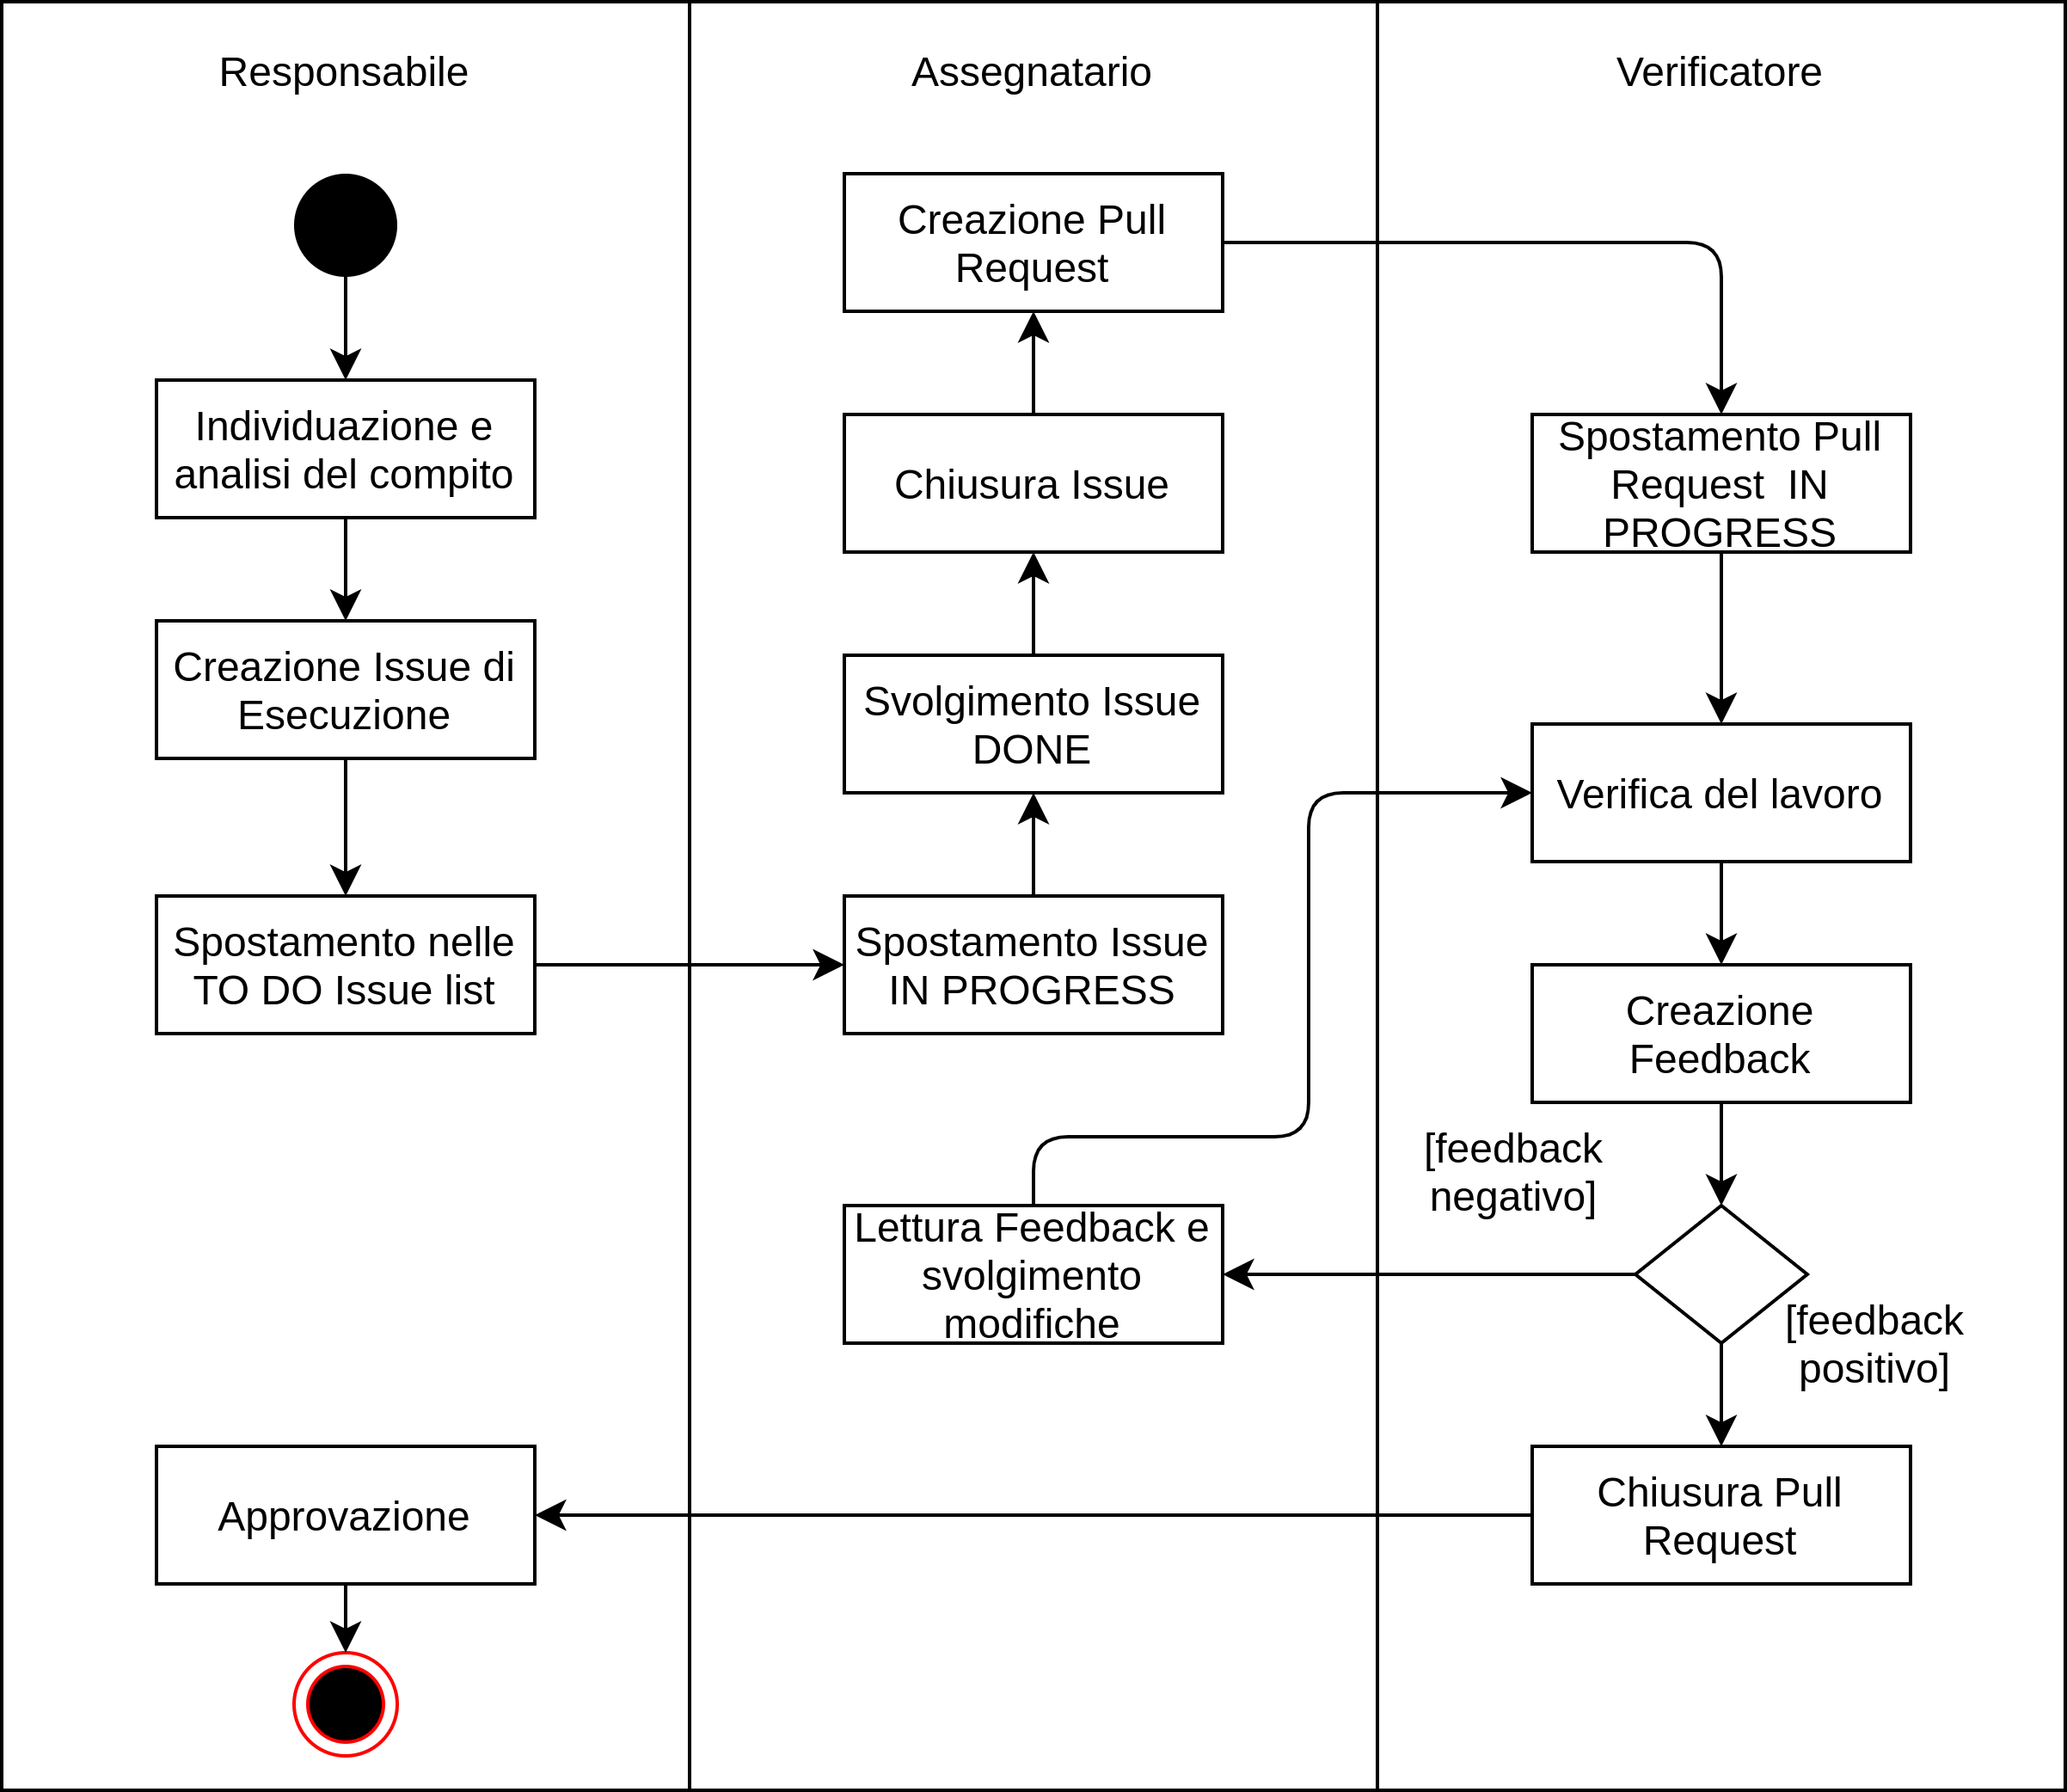 Responsabile
Assegnatario
Verificatore
Individuazione e
analisi del compito
Creazione Issue di
Esecuzione
Spostamento nelle
TO DO Issue list
Spostamento Issue
IN PROGRESS
Svolgimento Issue
DONE
Chiusura Issue
Creazione Pull
Request
Spostamento Pull
Request  IN
PROGRESS
Verifica del lavoro
Creazione
Feedback
[feedback
negativo]
Lettura Feedback e
svolgimento
modifiche
[feedback
positivo]
Chiusura Pull
Request
Approvazione